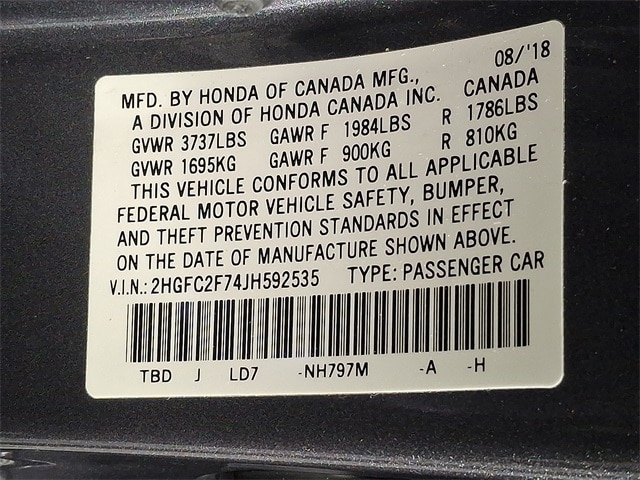 08/'18
MFD. BY HONDA OF CANADA MFG.,
A DIVISION OF HONDA CANADA INC. CANADA
GVWR 3737LBS GAWR F 1984LBS R 1786LBS
GVWR 1695KG GAWR F 900KG R 810KG
THIS VEHICLE CONFORMS TO ALL APPLICABLE
FEDERAL MOTOR VEHICLE SAFETY, BUMPER,
AND THEFT PREVENTION STANDARDS IN EFFECT
ON THE DATE OF MANUFACTURE SHOWN ABOVE.
V.I.N.: 2HGFC2F74JH592535 TYPE: PASSENGER CAR
TBD J LD7 -NH797M -A -H